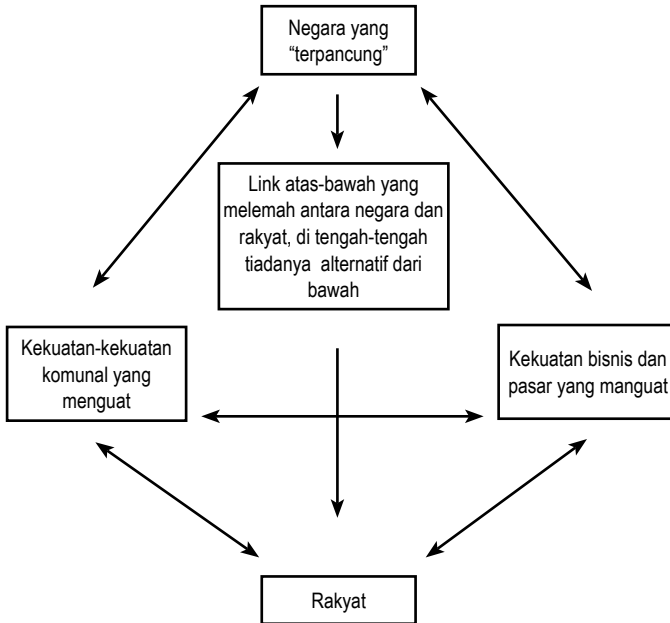 Negara yang
“terpancung”
Link atas-bawah yang
melemah antara negara dan
rakyat, di tengah-tengah
tiadanya alternatif dari
bawah
Kekuatan-kekuatan
komunal yang
menguat
Kekuatan bisnis dan
pasar yang manguat
Rakyat